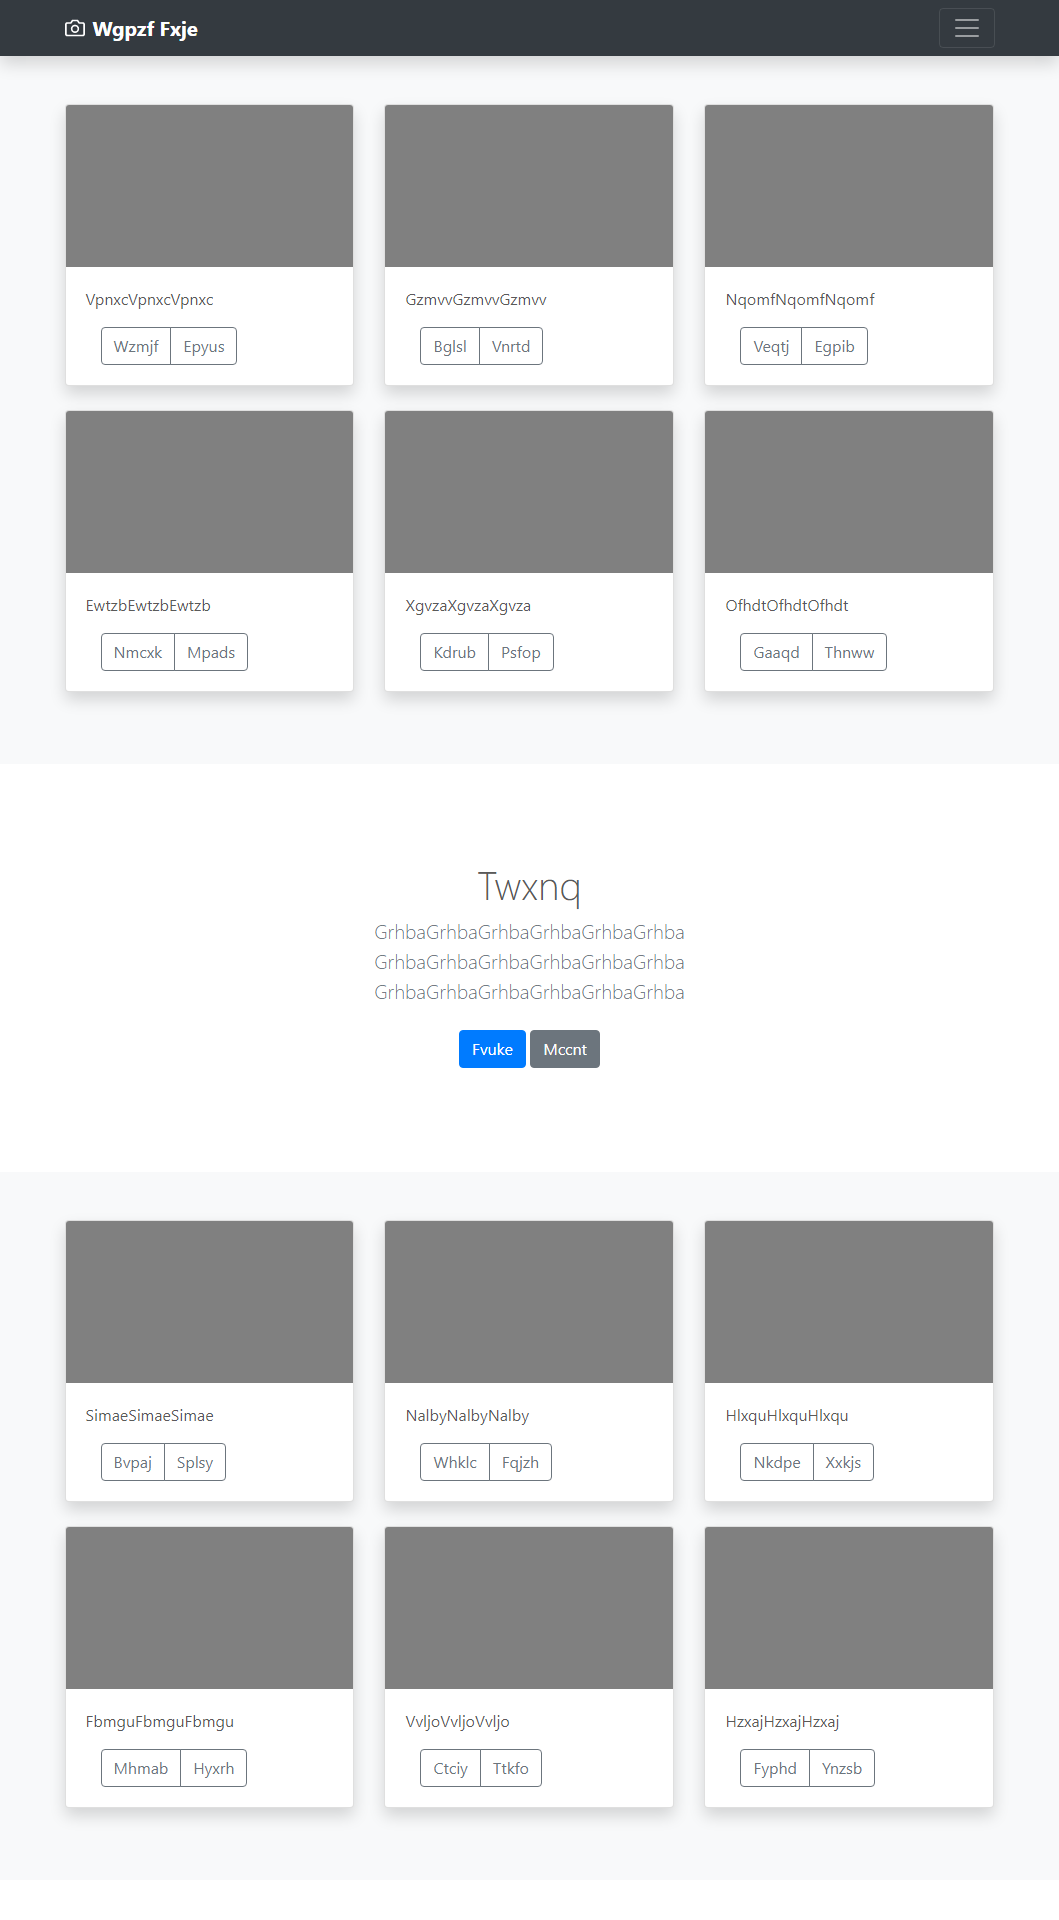 Wgpzf Fxje
VpnxcVpnxcVpnxc
Wzmjf Epyus
GzmvvGzmvvGzmvv
Bglsl Vnrtd
NqomfNqomfNqomf
Veqtj Egpib
EwtzbEwtzbEwtzb
Nmcxk Mpads
XgvzaXgvzaXgvza
Kdrub Psfop
OfhdtOfhdtOfhdt
Gaaqd Thnww
Twxnq
GrhbaGrhbaGrhbaGrhbaGrhbaGrhba
GrhbaGrhbaGrhbaGrhbaGrhbaGrhba
GrhbaGrhbaGrhbaGrhbaGrhbaGrhba
Fvuke Mccnt
SimaeSimaeSimae
Bvpaj Splsy
NalbyNalbyNalby
Whklc Fqjzh
HlxquHlxquHlxqu
Nkdpe Xxkjs
FbmguFbmguFbmgu
Mhmab Hyxrh
VvljoVvljoVvljo
Ctciy Ttkfo
HzxajHzxajHzxaj
Fyphd Ynzsb